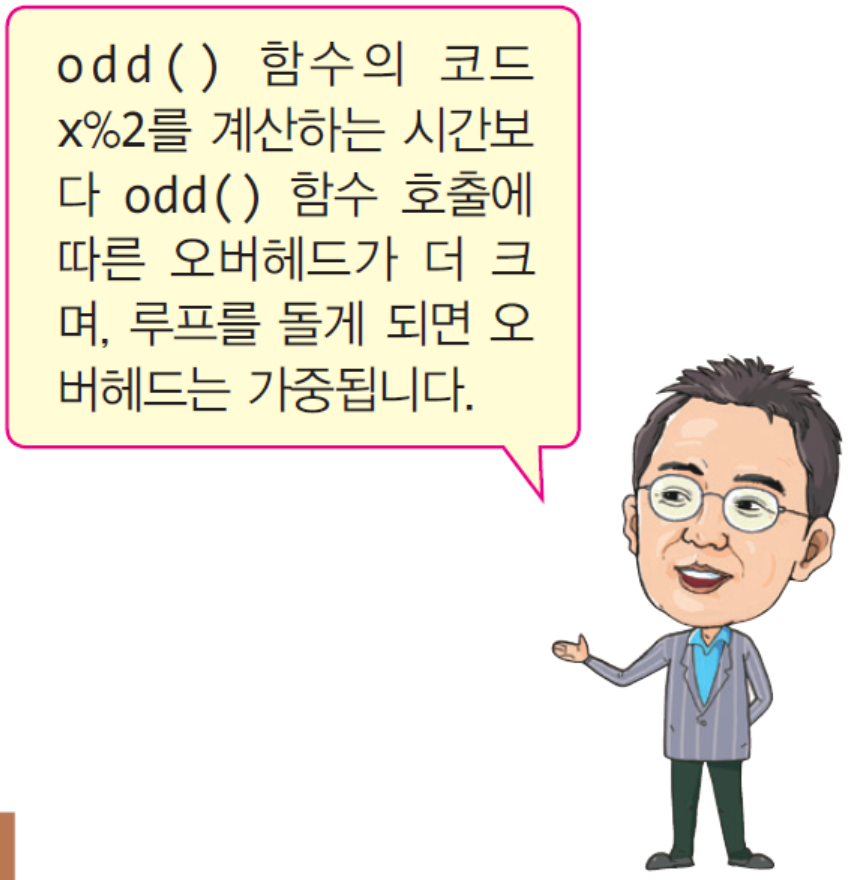 odd() 함수의 코드
x%2를 계산하는 시간보
다 odd() 함수 호출에
따른 오버헤드가 더 크
며, 루프를 돌게 되면 오
버헤드는 가중됩니다.